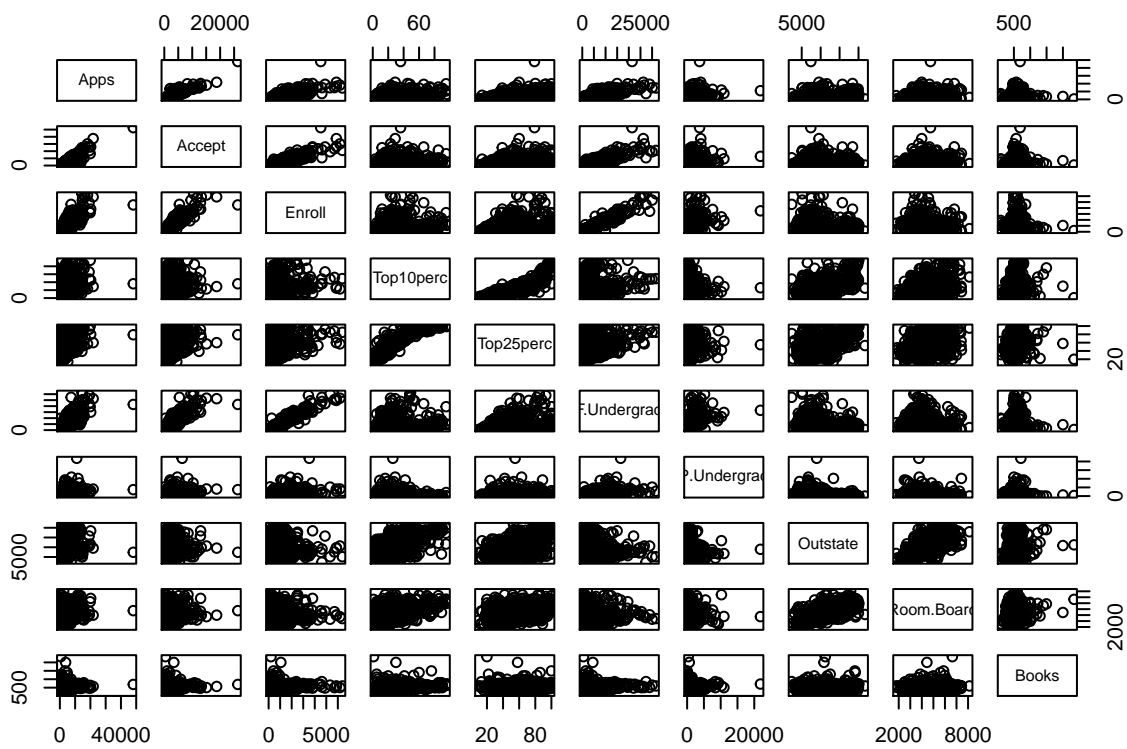 0 20000 0 60 0 25000 5000 500
Apps 0
0 Accept
Enroll 0
0 Top10perc
Top25perc 20
0 F.Undergrad
P.Undergrad 0
5000 Outstate
Room.Board 2000
500 Books
0 40000 0 5000 20 80 0 20000 2000 8000